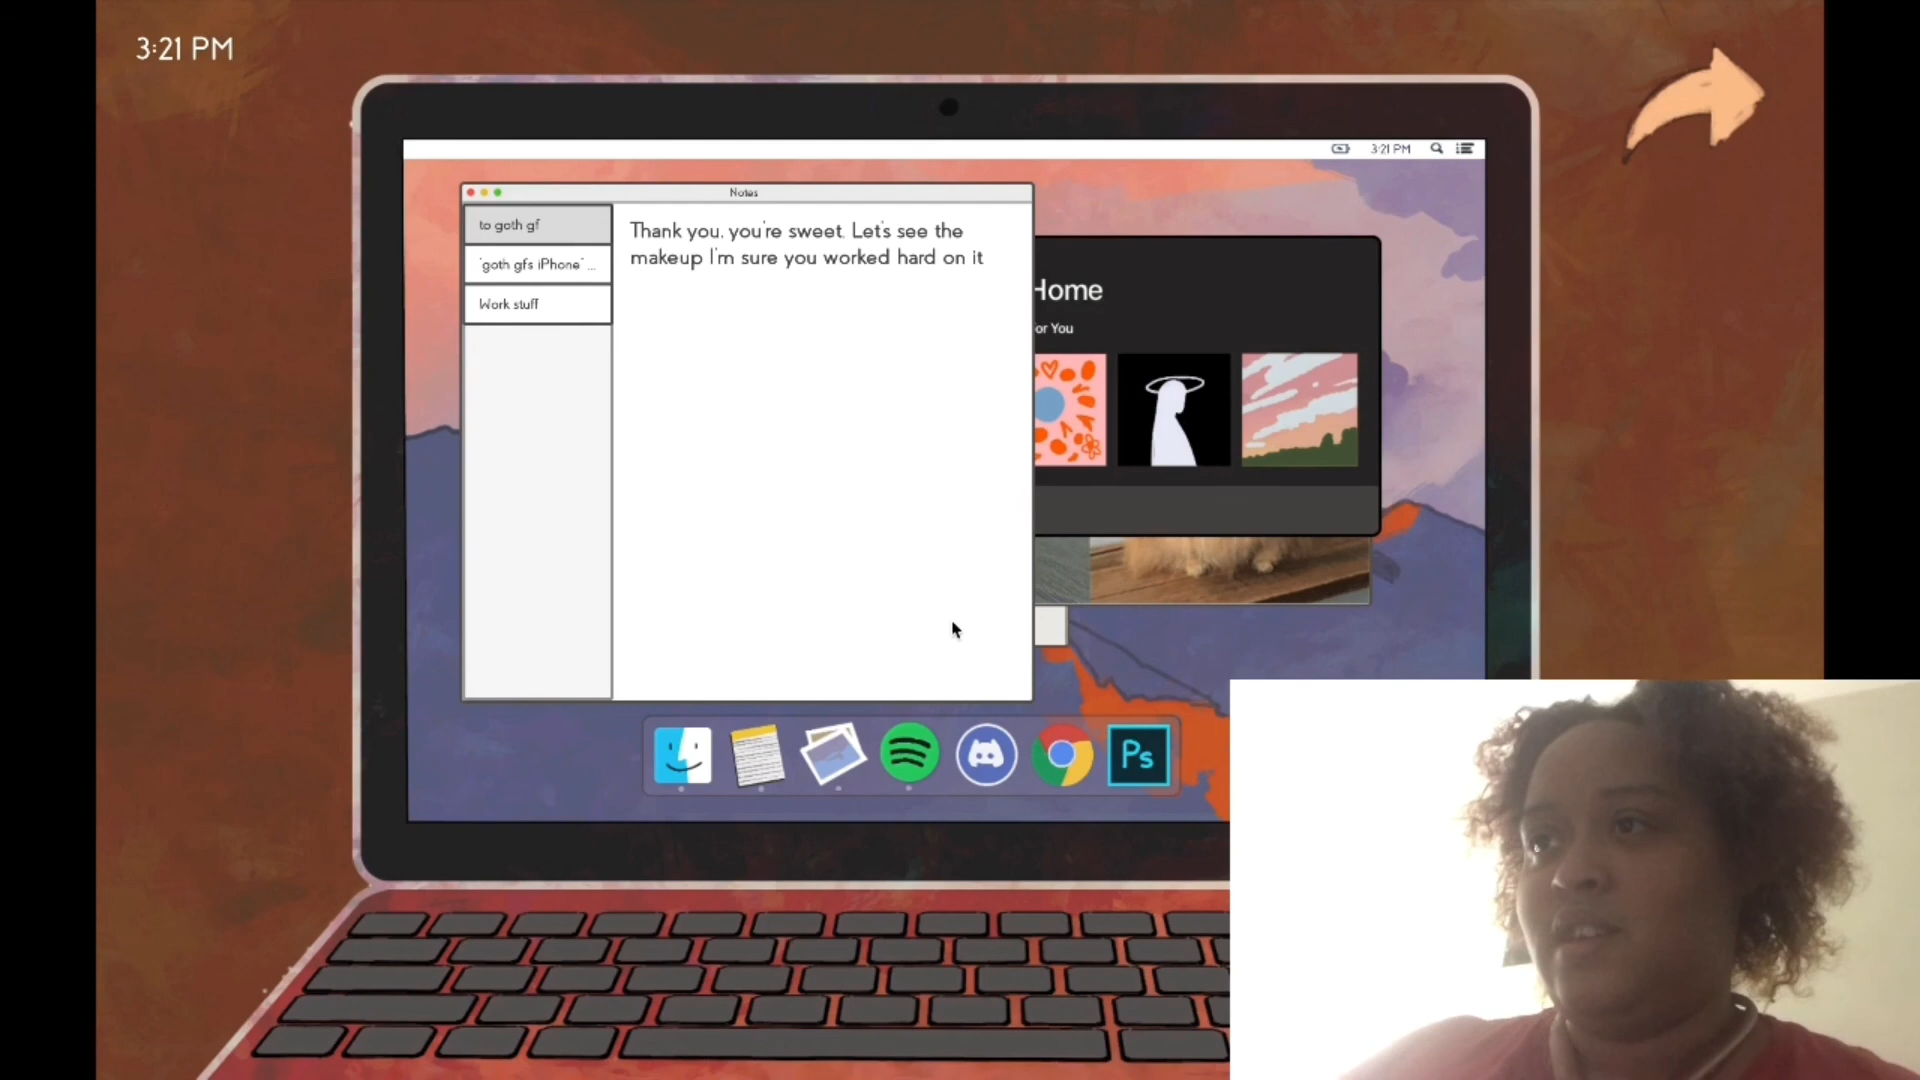 3:21 PM
3:21 PM
Notes
to goth gf
"goth gfs iPhone" ...
Work stuff
Thank you, you're sweet. Let's see the
makeup I'm sure you worked hard on it
Home
or You
Ps